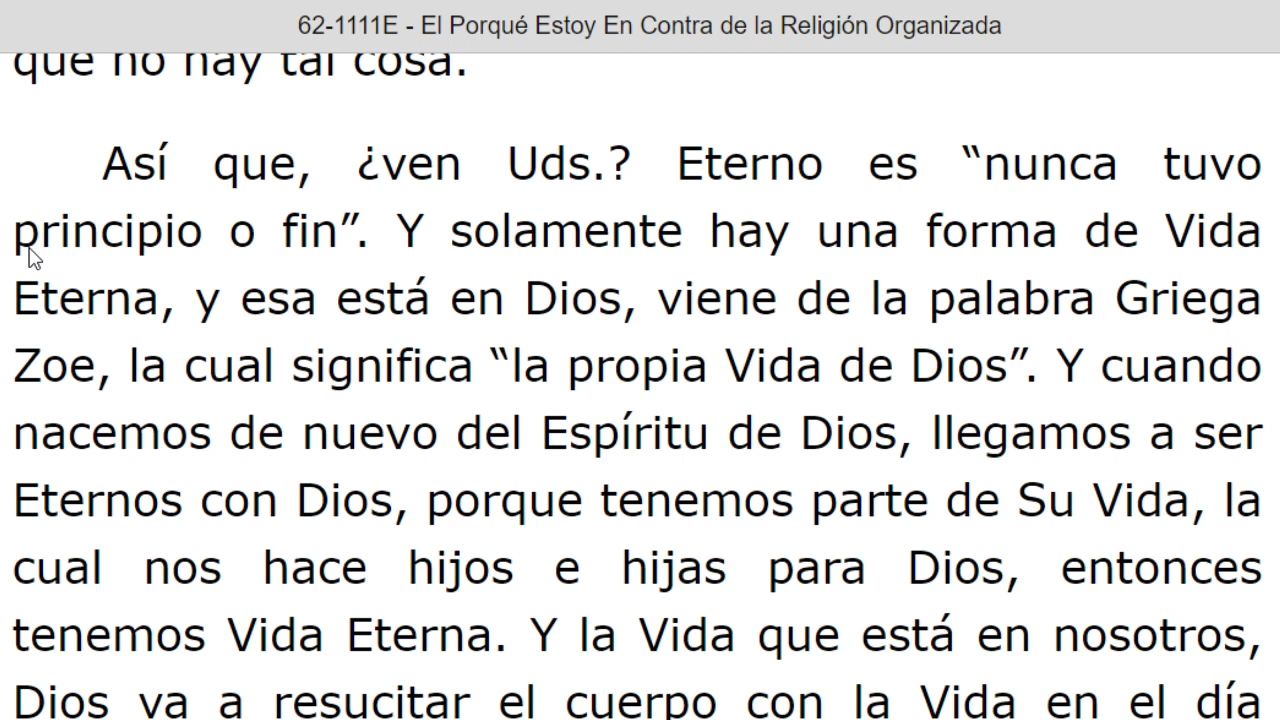 62-1111E - El Porqué Estoy En Contra de la Religión Organizada
que no hay tal cosa.
Así que, ¿ven Uds.? Eterno es “nunca tuvo
principio o fin”. Y solamente hay una forma de Vida
Eterna, y esa está en Dios, viene de la palabra Griega
Zoe, la cual significa “la propia Vida de Dios”. Y cuando
nacemos de nuevo del Espíritu de Dios, llegamos a ser
Eternos con Dios, porque tenemos parte de Su Vida, la
cual nos hace hijos e hijas para Dios, entonces
tenemos Vida Eterna. Y la Vida que está en nosotros,
Dios va a resucitar el cuerpo con la Vida en el día